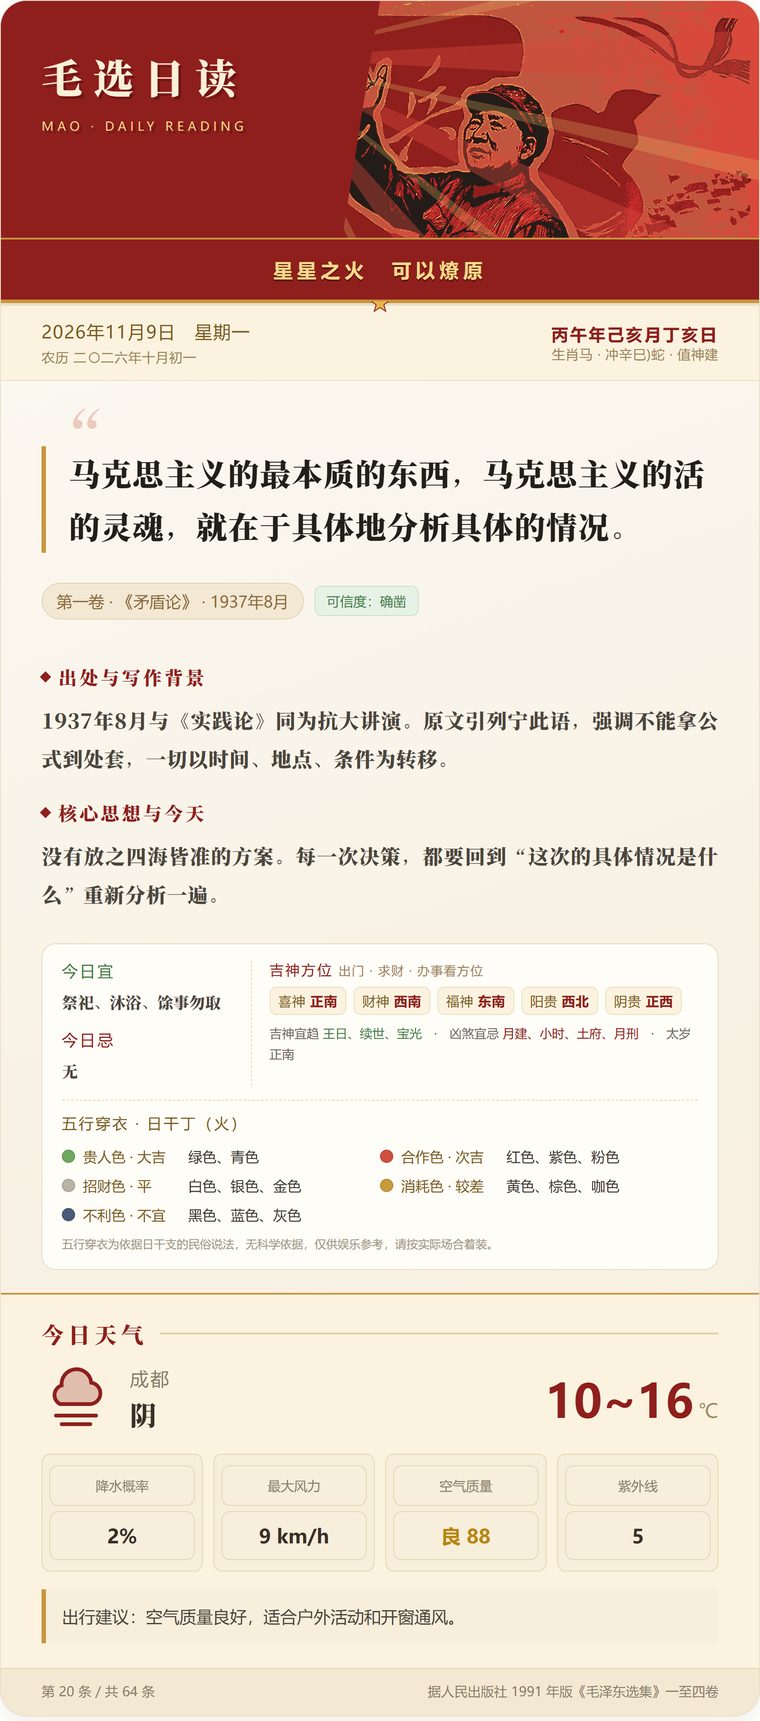 毛选日读
MAO · DAILY READING
星星之火 可以燎原
2026年11月9日 星期一
农历 二〇二六年十月初一
丙午年己亥月丁亥日
生肖马 · 冲辛巳)蛇 · 值神建
“
马克思主义的最本质的东西，马克思主义的活
的灵魂，就在于具体地分析具体的情况。
第一卷 · 《矛盾论》 · 1937年8月
可信度：确凿
出处与写作背景
1937年8月与《实践论》同为抗大讲演。原文引列宁此语，强调不能拿公
式到处套，一切以时间、地点、条件为转移。
核心思想与今天
没有放之四海皆准的方案。每一次决策，都要回到“这次的具体情况是什
么”重新分析一遍。
今日宜
祭祀、沐浴、馀事勿取
今日忌
无
吉神方位 出门 · 求财 · 办事看方位
喜神 正南 财神 西南 福神 东南 阳贵 西北 阴贵 正西
吉神宜趋 王日、续世、宝光 · 凶煞宜忌 月建、小时、土府、月刑 · 太岁
正南
五行穿衣 · 日干丁（火）
贵人色 · 大吉 绿色、青色
合作色 · 次吉 红色、紫色、粉色
招财色 · 平 白色、银色、金色
消耗色 · 较差 黄色、棕色、咖色
不利色 · 不宜 黑色、蓝色、灰色
五行穿衣为依据日干支的民俗说法，无科学依据，仅供娱乐参考，请按实际场合着装。
今日天气
成都
阴
10~16 ℃
降水概率
2%
最大风力
9 km/h
空气质量
良 88
紫外线
5
出行建议：空气质量良好，适合户外活动和开窗通风。
第 20 条 / 共 64 条
据人民出版社 1991 年版《毛泽东选集》一至四卷